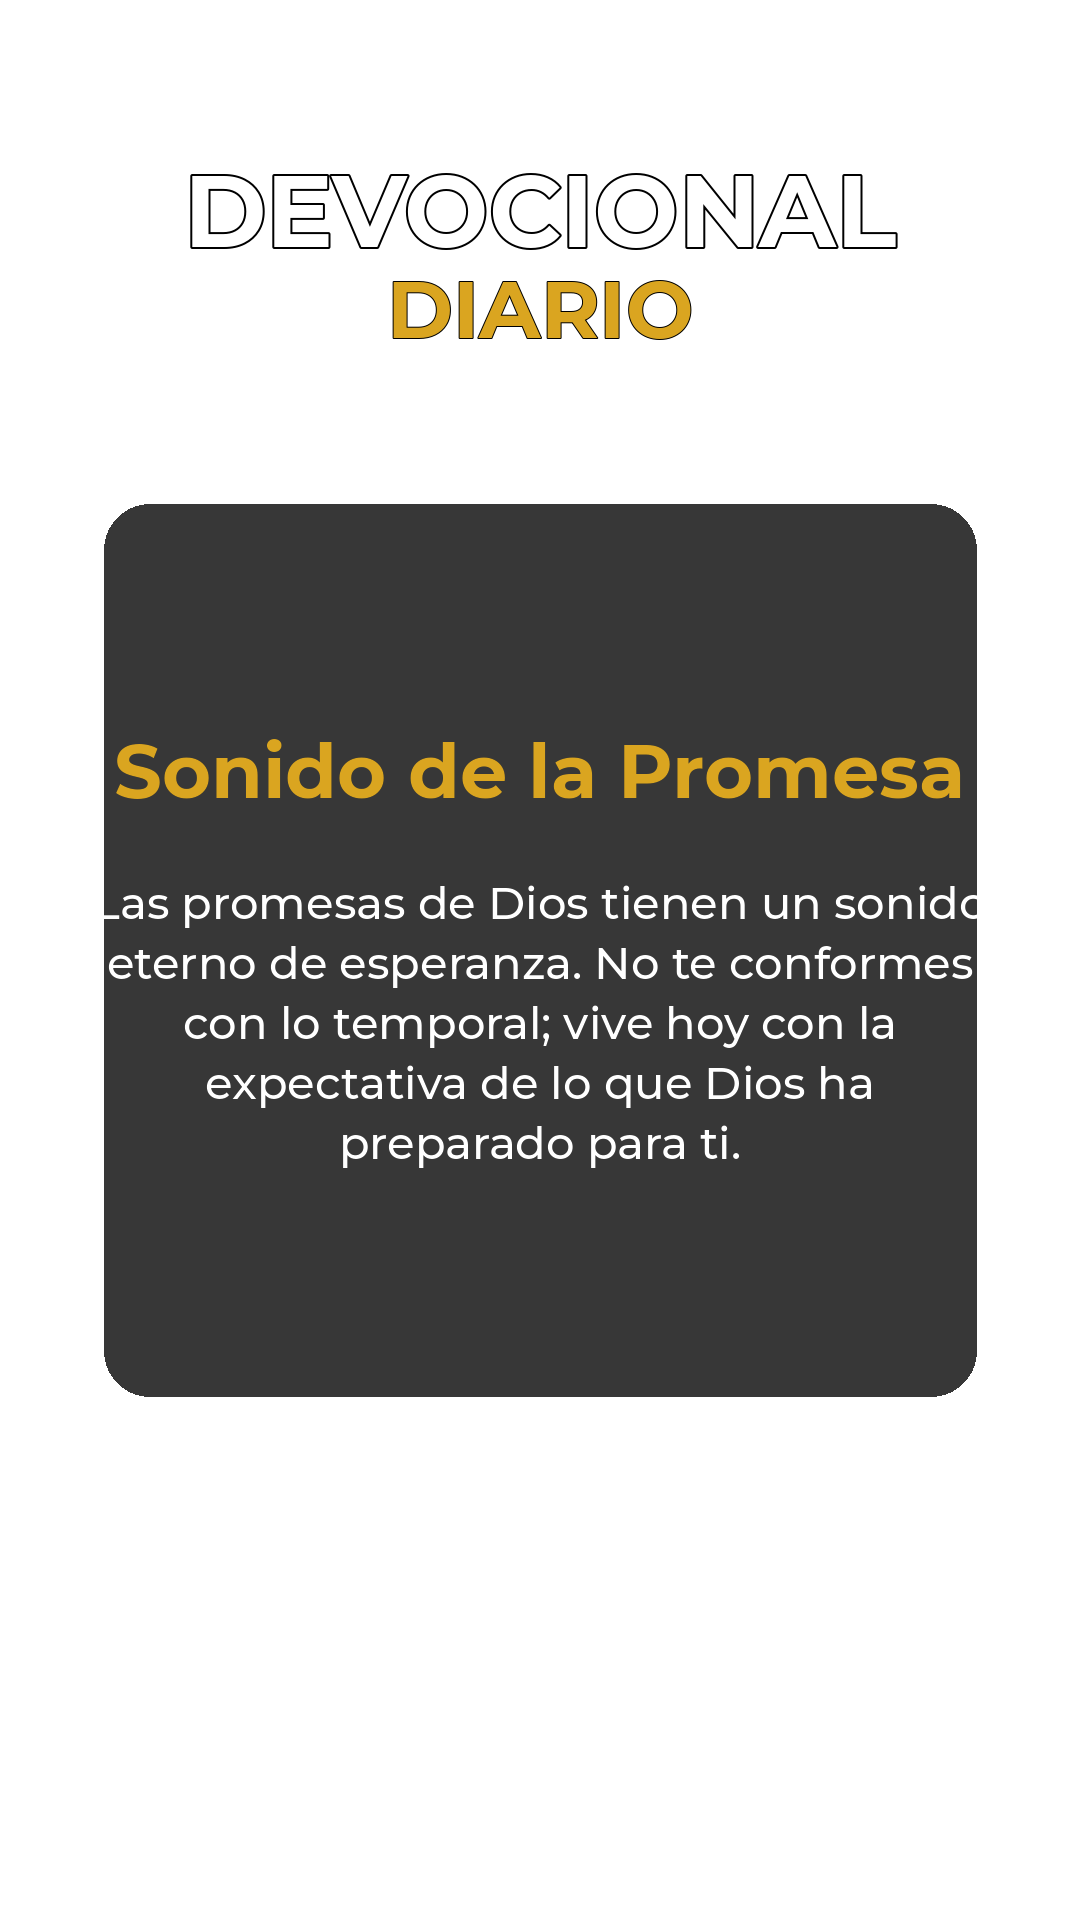 DEVOCIONAL
DIARIO
Sonido de la Promesa
Las promesas de Dios tienen un sonido
eterno de esperanza. No te conformes
con lo temporal; vive hoy con la
expectativa de lo que Dios ha
preparado para ti.